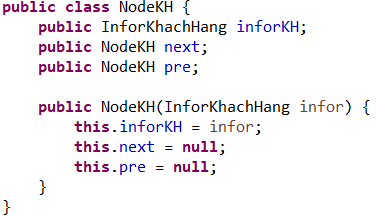 public class NodeKH {
    public InforKhachHang inforKH;
    public NodeKH next;
    public NodeKH pre;

    public NodeKH(InforKhachHang infor) {
        this.inforKH = infor;
        this.next = null;
        this.pre = null;
    }
}